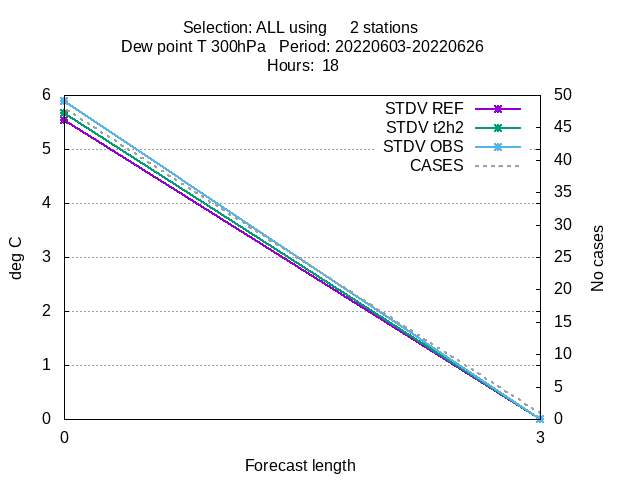 Selection: ALL using     2 stations
Dew point T 300hPa   Period: 20220603-20220626
Hours:  18
STDV REF
STDV t2h2
STDV OBS
CASES
6
5
4
3
2
1
0
50
45
40
35
30
25
20
15
10
5
0
deg C
No cases
0
3
Forecast length